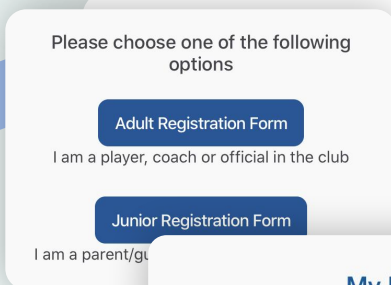 Please choose one of the following
options
Adult Registration Form
I am a player, coach or official in the club
Junior Registration Form
I am a
My